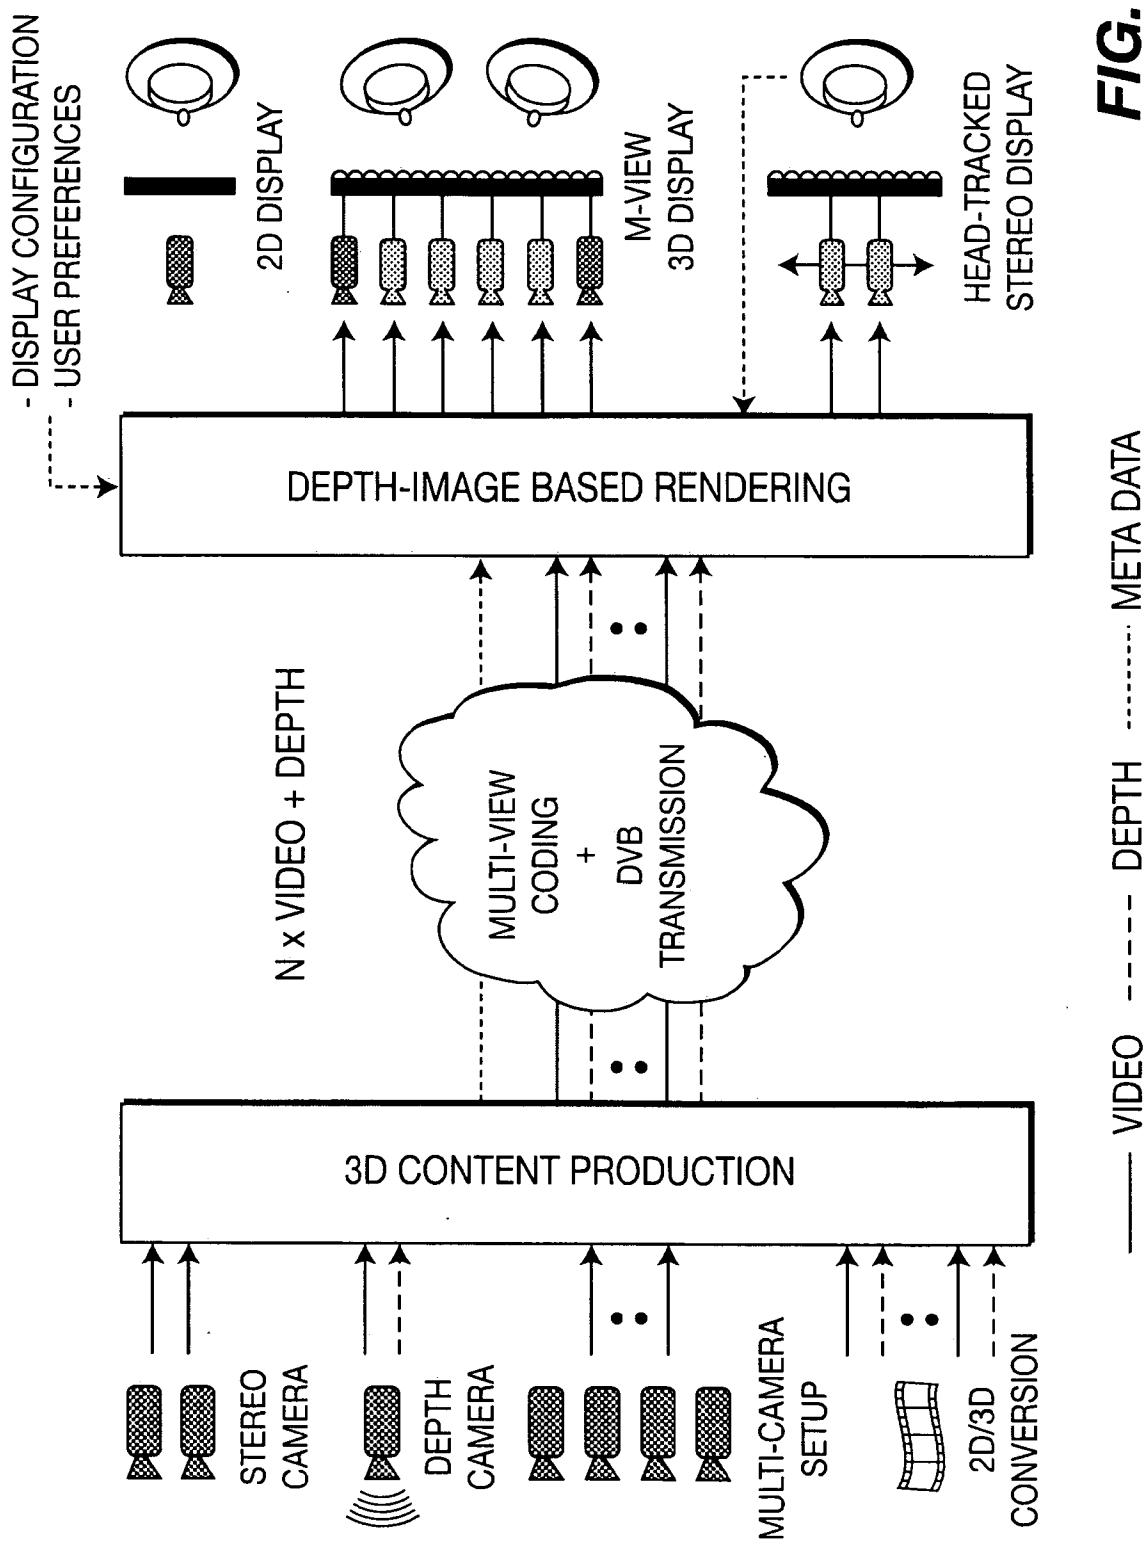 - DISPLAY CONFIGURATION
- USER PREFERENCES
2D DISPLAY
M-VIEW
3D DISPLAY
HEAD-TRACKED
STEREO DISPLAY
DEPTH-IMAGE BASED RENDERING
N x VIDEO + DEPTH
MULTI-VIEW
CODING
+
DVB
TRANSMISSION
3D CONTENT PRODUCTION
STEREO
CAMERA
DEPTH
CAMERA
MULTI-CAMERA
SETUP
2D/3D
CONVERSION
VIDEO
DEPTH
META DATA
FIG.